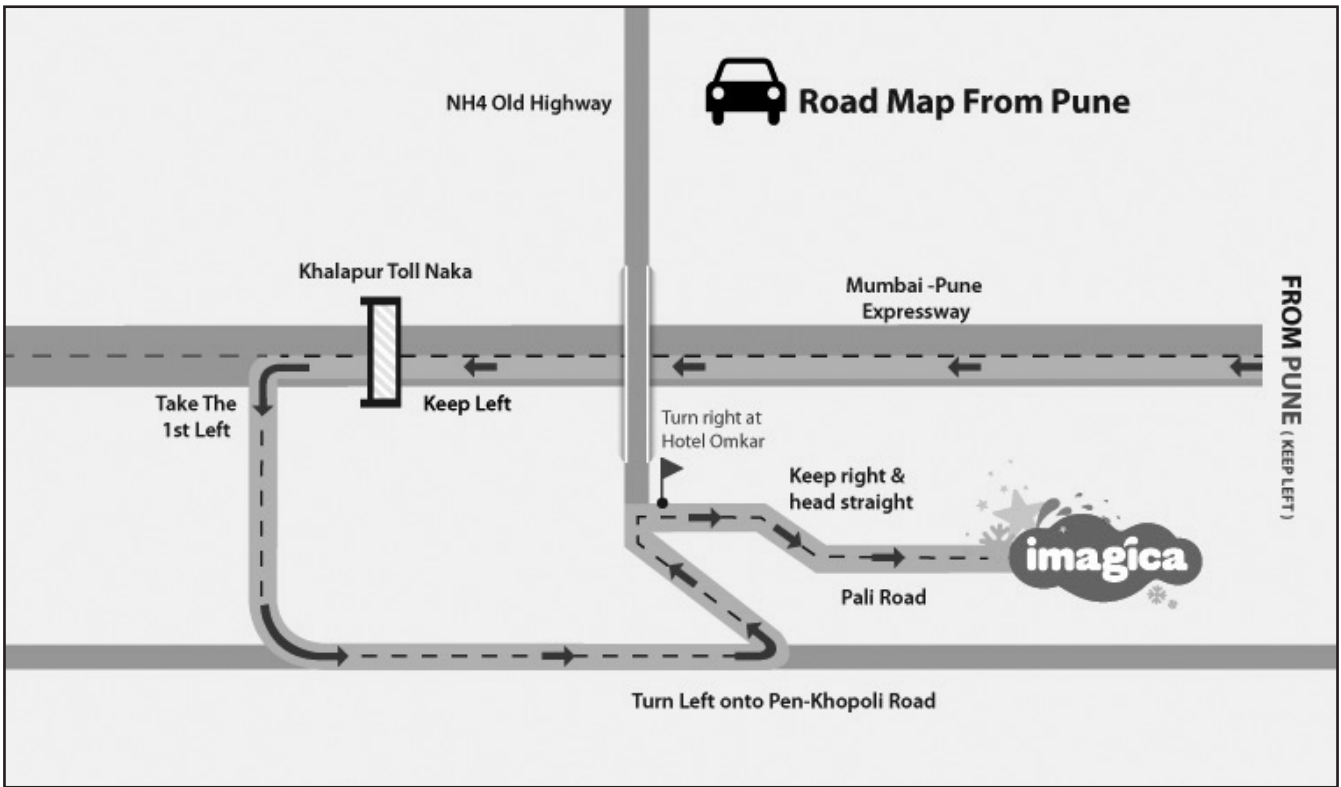 Road Map From Pune
NH4 Old Highway
Khalapur Toll Naka
Mumbai -Pune
Expressway
FROM PUNE ( KEEP LEFT )
Take The
1st Left
Keep Left
Turn right at
Hotel Omkar
Keep right &
head straight
imagica
Pali Road
Turn Left onto Pen-Khopoli Road